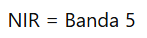 NIR = Banda 5